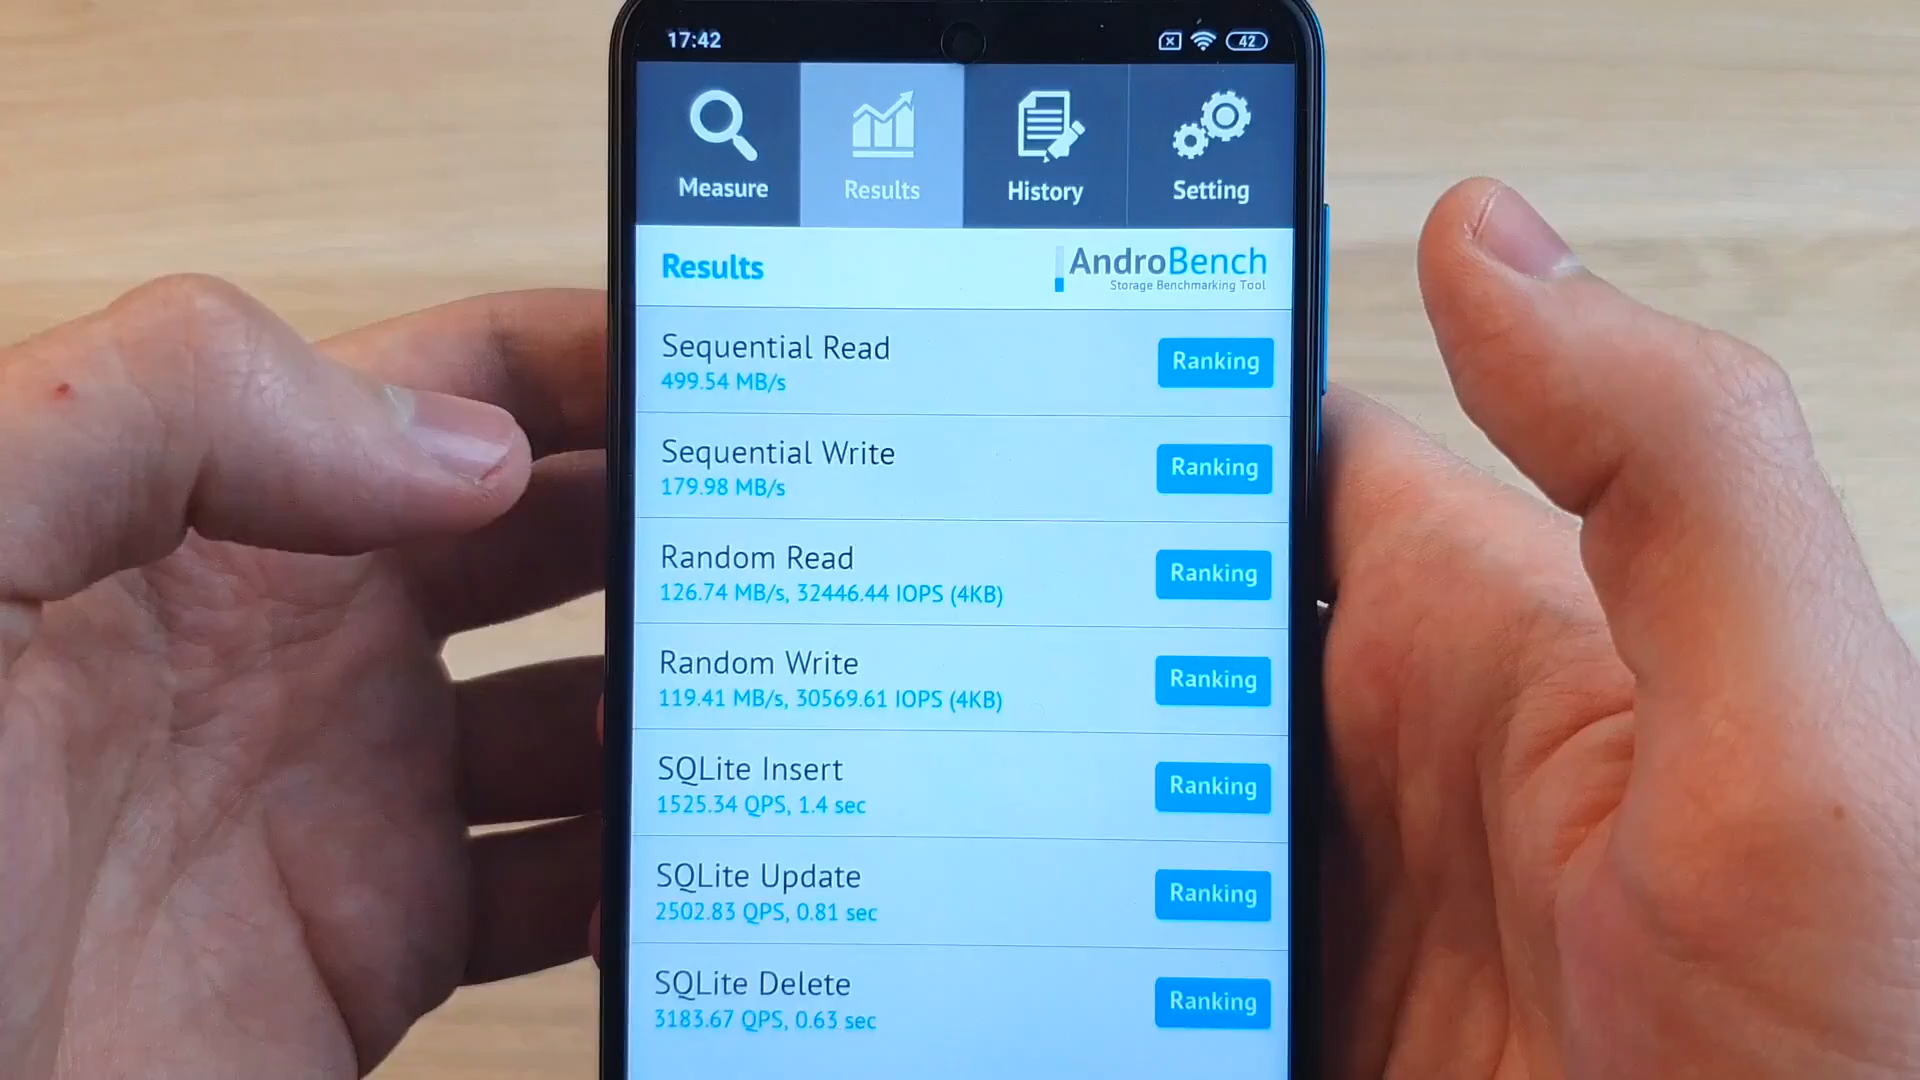 17:42
42
Measure
Results
History
Setting
Results
AndroBench
Storage Benchmarking Tool
Sequential Read
499.54 MB/s
Ranking
Sequential Write
179.98 MB/s
Ranking
Random Read
126.74 MB/s, 32446.44 IOPS (4KB)
Ranking
Random Write
119.41 MB/s, 30569.61 IOPS (4KB)
Ranking
SQLite Insert
1525.34 QPS, 1.4 sec
Ranking
SQLite Update
2502.83 QPS, 0.81 sec
Ranking
SQLite Delete
3183.67 QPS, 0.63 sec
Ranking